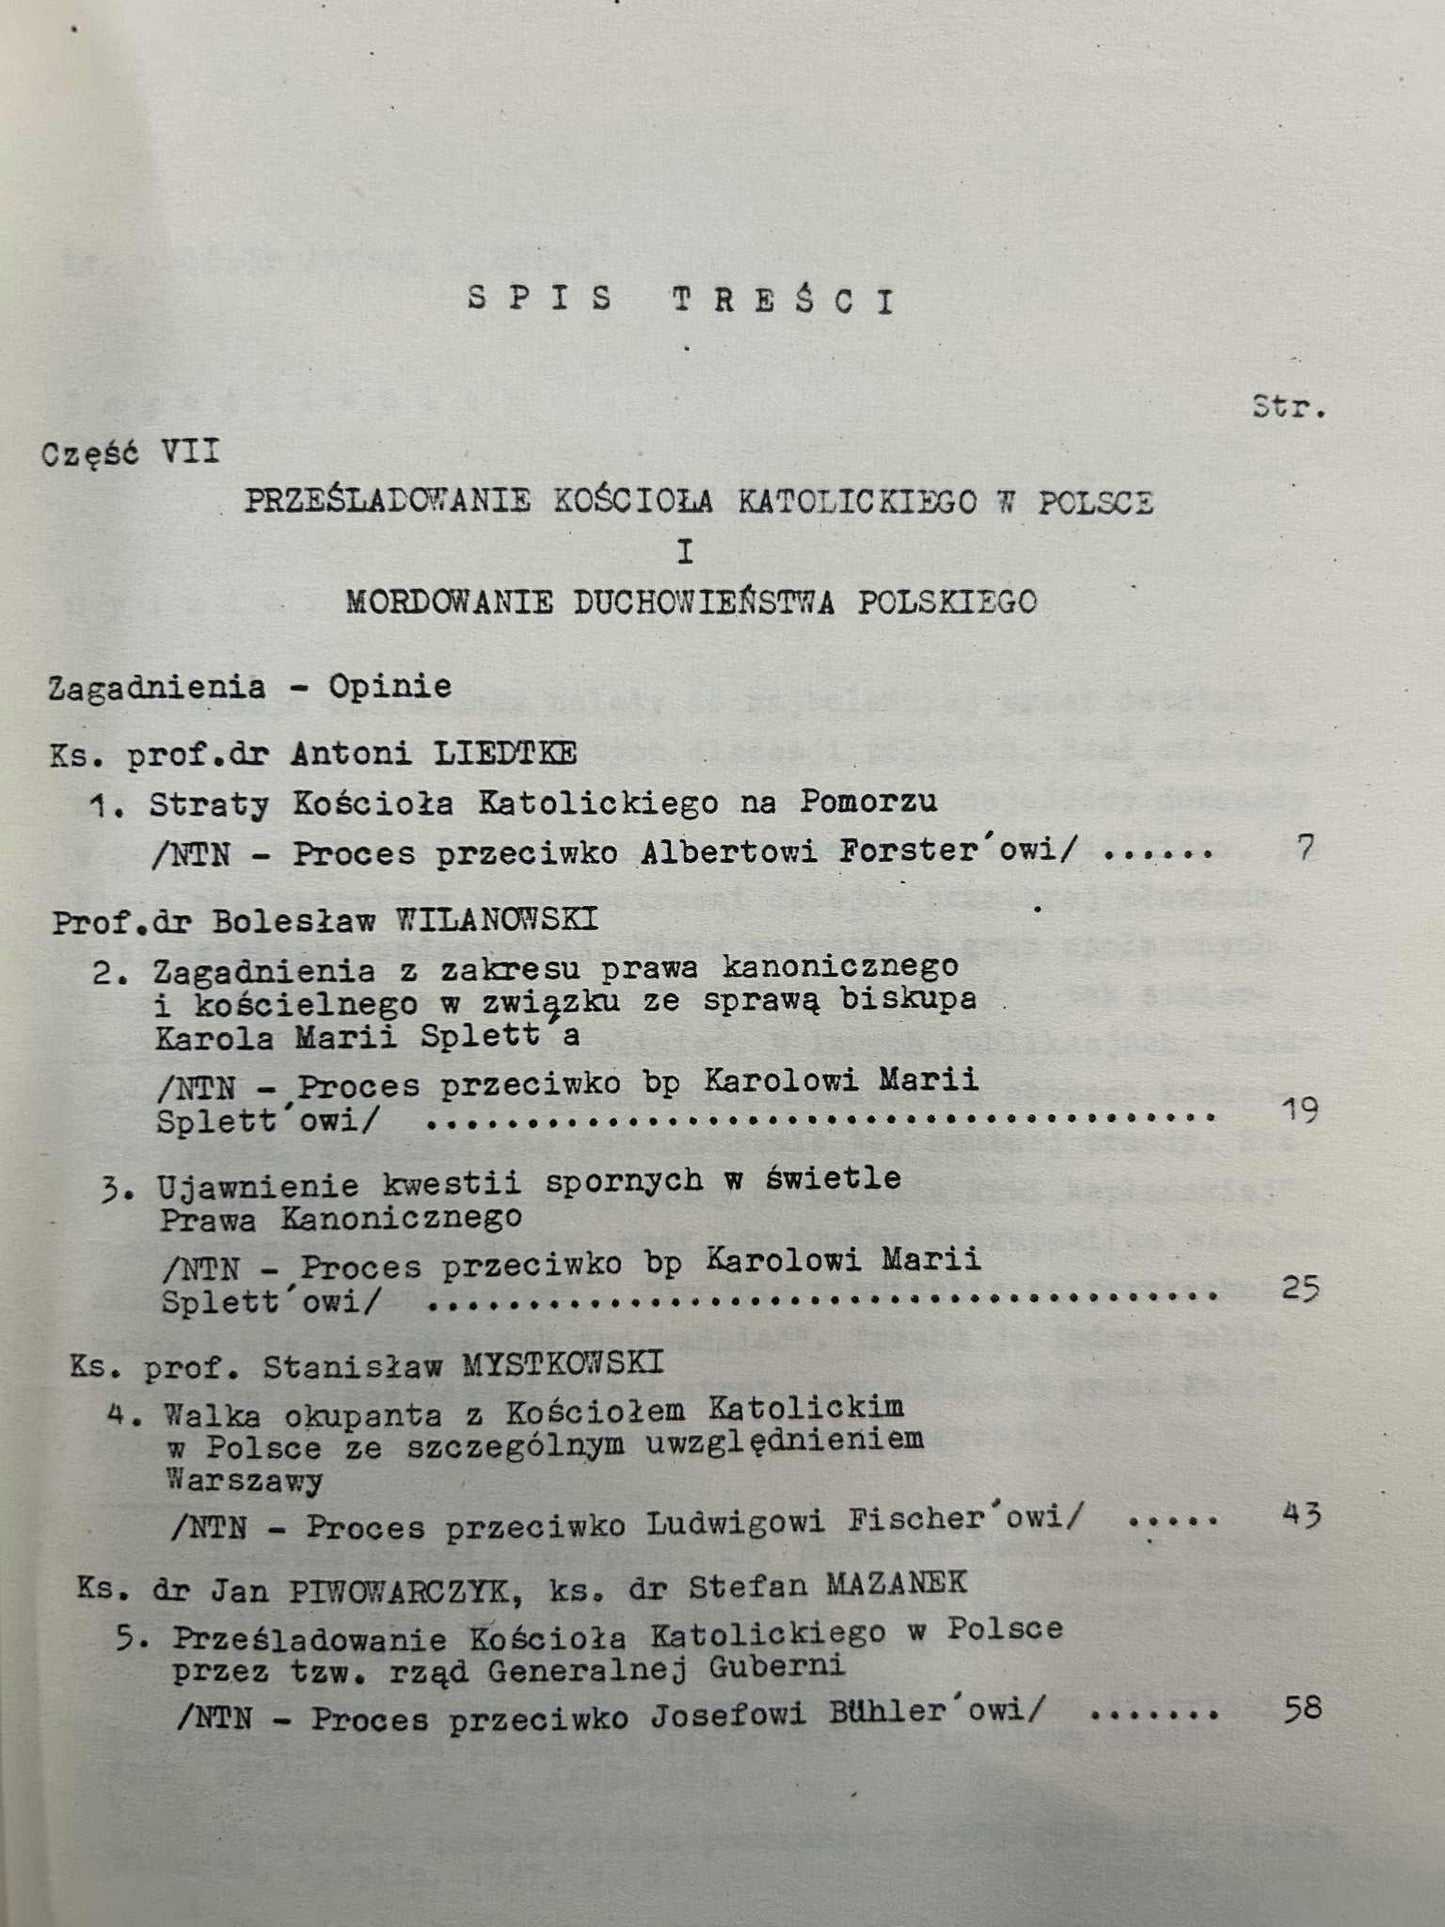 SPIS TREŚCI
Str.
Część VII
PRZEŚLADOWANIE KOŚCIOŁA KATOLICKIEGO W POLSCE
I
MORDOWANIE DUCHOWIEŃSTWA POLSKIEGO
Zagadnienia - Opinie
Ks. prof.dr Antoni LIEDTKE
1. Straty Kościoła Katolickiego na Pomorzu
/NTN - Proces przeciwko Albertowi Forster´owi/ ...... 7
Prof.dr Bolesław WILANOWSKI
2. Zagadnienia z zakresu prawa kanonicznego
i kościelnego w związku ze sprawą biskupa
Karola Marii Splett´a
/NTN - Proces przeciwko bp Karolowi Marii
Splett´owi/ ........................................ 19
3. Ujawnienie kwestii spornych w świetle
Prawa Kanonicznego
/NTN - Proces przeciwko bp Karolowi Marii
Splett´owi/ ........................................ 25
Ks. prof. Stanisław MYSTKOWSKI
4. Walka okupanta z Kościołem Katolickim
w Polsce ze szczególnym uwzględnieniem
Warszawy
/NTN - Proces przeciwko Ludwigowi Fischer´owi/ ..... 43
Ks. dr Jan PIWOWARCZYK, ks. dr Stefan MAZANEK
5. Prześladowanie Kościoła Katolickiego w Polsce
przez tzw. rząd Generalnej Guberni
/NTN - Proces przeciwko Josefowi Bühler´owi/ ....... 58